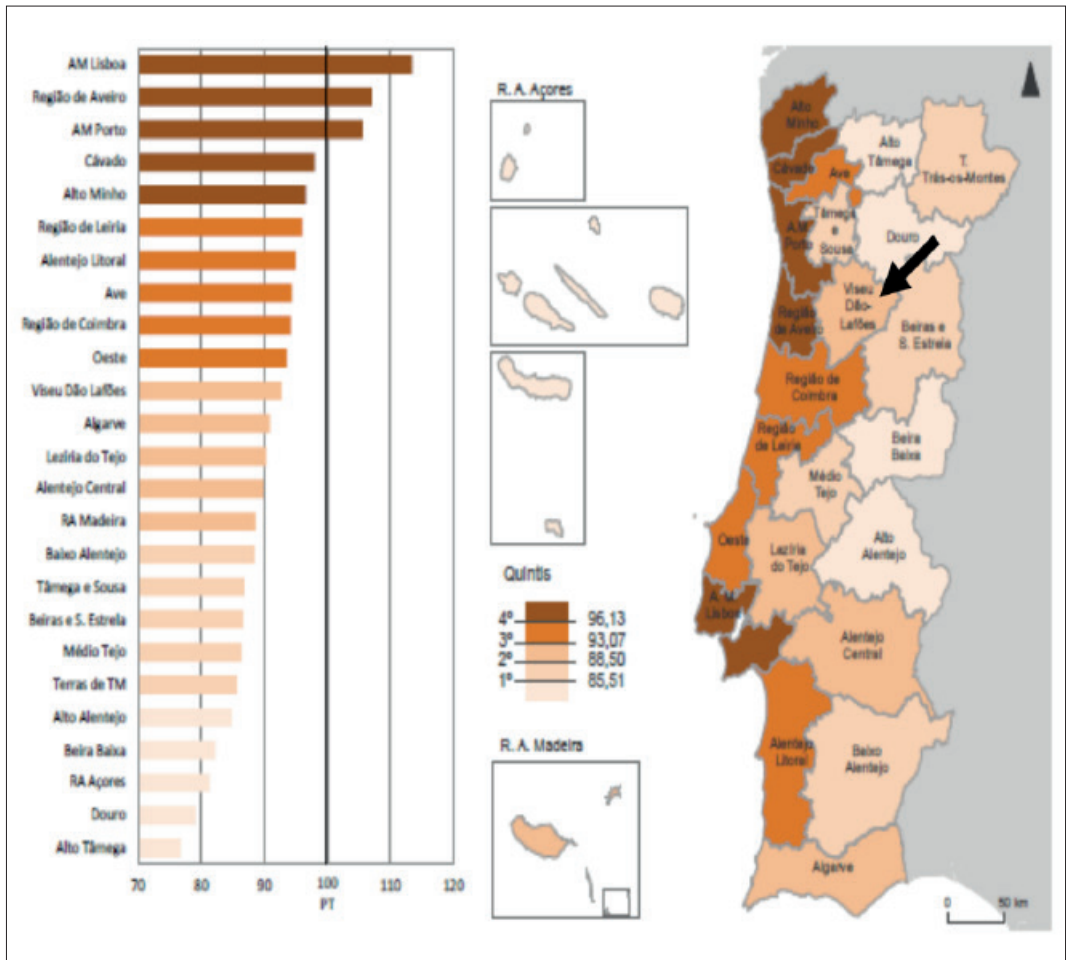 AM Lisboa
Região de Aveiro
AM Porto
Cávado
Alto Minho
Região de Leiria
Alentejo Litoral
Ave
Região de Coimbra
Oeste
Viseu Dão Lafões
Algarve
Lezíria do Tejo
Alentejo Central
RA Madeira
Baixo Alentejo
Tâmega e Sousa
Beiras e S. Estrela
Médio Tejo
Terras de TM
Alto Alentejo
Beira Baixa
RA Açores
Douro
Alto Tâmega
70 80 90 100 110 120
PT
R. A. Açores
Quintis
4º 96,13
3º 93,07
2º 88,50
1º 85,51
R. A. Madeira
Alto
Minho
Cávado
Ave
Alto
Tâmega
T.
Trás-os-Montes
A.M.
Porto
Tâmega
e
Sousa
Douro
Região
de Aveiro
Viseu
Dão-
Lafões
Beiras e
S. Estrela
Região de
Coimbra
Região
de Leiria
Beira
Baixa
Médio
Tejo
Oeste
Lezíria
do Tejo
Alto
Alentejo
A. M.
Lisboa
Alentejo
Central
Alentejo
Litoral
Baixo
Alentejo
Algarve
0 50 km